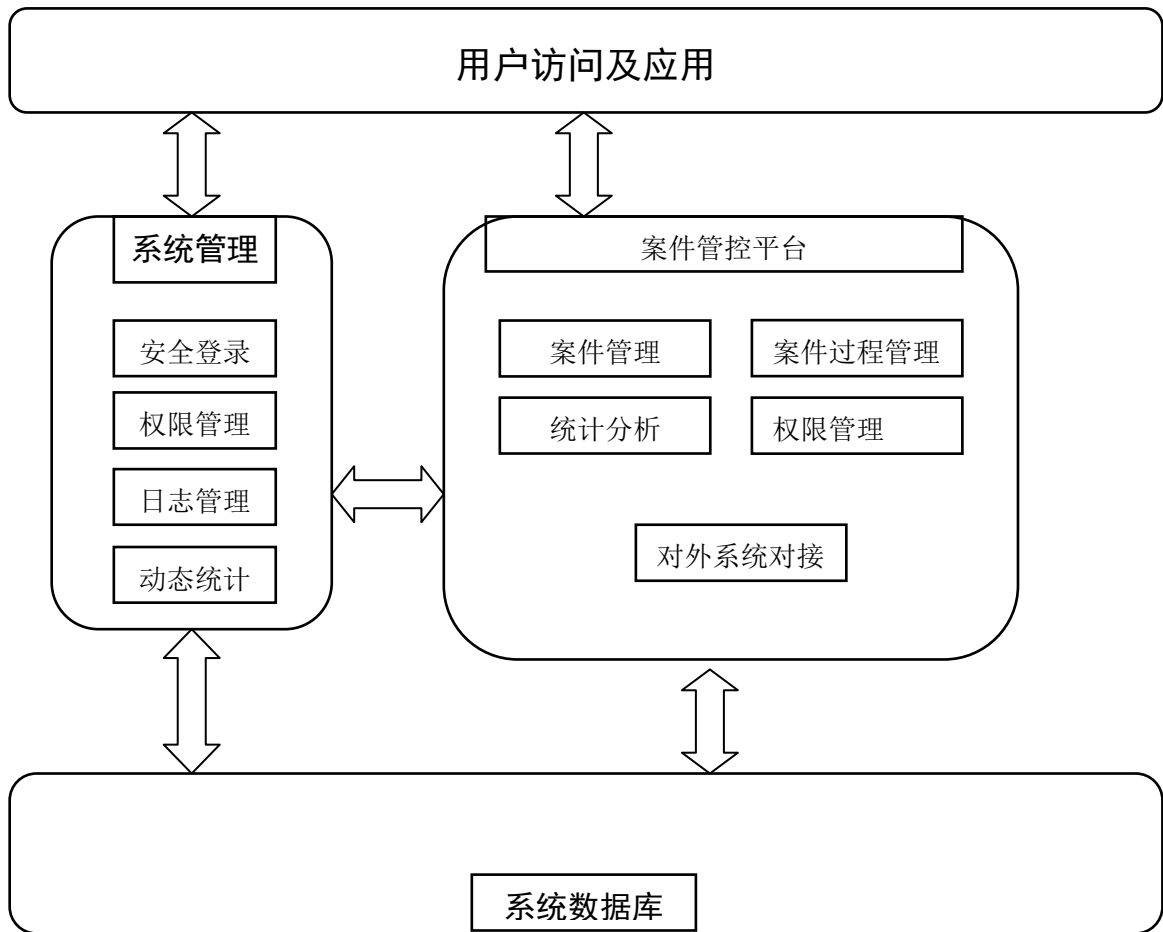 用户访问及应用
系统管理
安全登录
权限管理
日志管理
动态统计
案件管控平台
案件管理
案件过程管理
统计分析
权限管理
对外系统对接
系统数据库